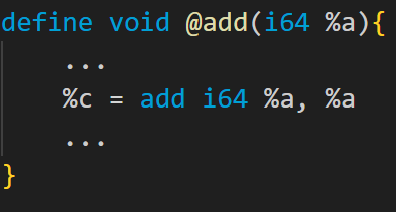 define void @add(i64 %a){
...
%c = add i64 %a, %a
...
}